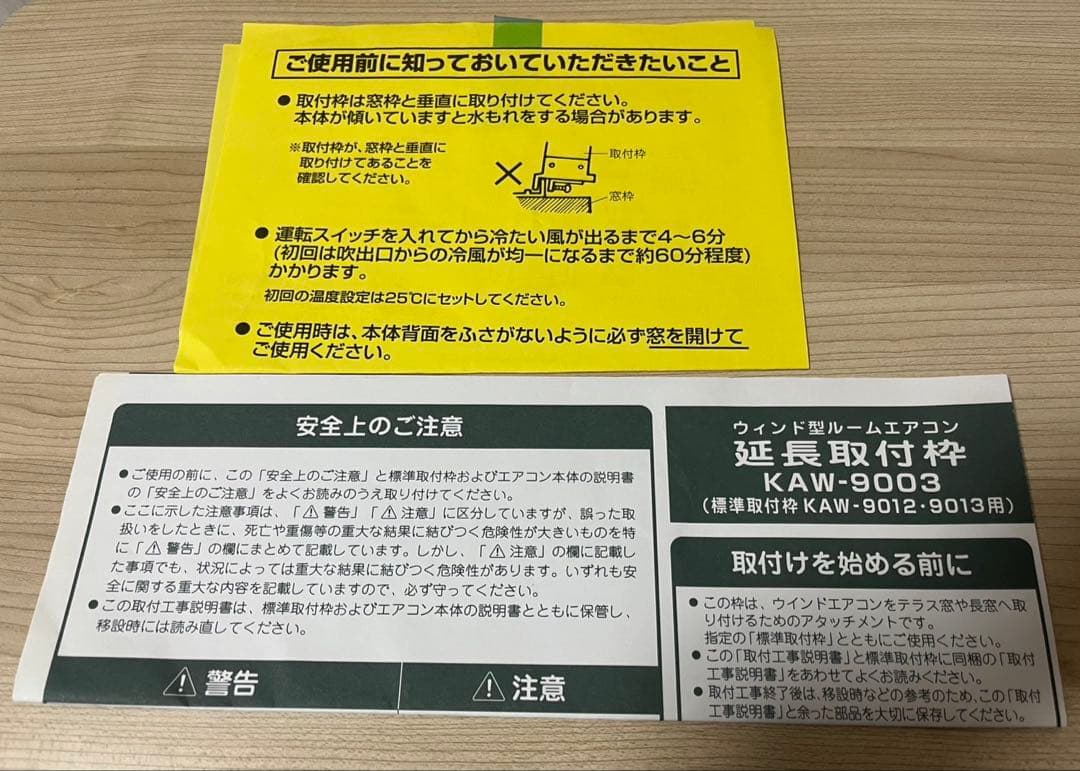 ご使用前に知っておいていただきたいこと
● 取付枠は窓枠と垂直に取り付けてください。
本体が傾いていますと水もれをする場合があります。
※取付枠が、窓枠と垂直に
取り付けてあることを
確認してください。
取付枠
窓枠
● 運転スイッチを入れてから冷たい風が出るまで4〜6分
(初回は吹出口からの冷風が均一になるまで約60分程度)
かかります。
初回の温度設定は25℃にセットしてください。
● ご使用時は、本体背面をふさがないように必ず窓を開けて
ご使用ください。
安全上のご注意
● ご使用の前に、この「安全上のご注意」と標準取付枠およびエアコン本体の説明書
の「安全上のご注意」をよくお読みのうえ取り付けてください。
● ここに示した注意事項は、「⚠ 警告」「⚠ 注意」に区分していますが、誤った取
扱いをしたときに、死亡や重傷等の重大な結果に結びつく危険性が大きいものを特
に「⚠ 警告」の欄にまとめて記載しています。しかし、「⚠ 注意」の欄に記載し
た事項でも、状況によっては重大な結果に結びつく危険性があります。いずれも安
全に関する重大な内容を記載していますので、必ず守ってください。
● この取付工事説明書は、標準取付枠およびエアコン本体の説明書とともに保管し、
移設時には読み直してください。
⚠ 警告
⚠ 注意
ウィンド型ルームエアコン
延長取付枠
KAW-9003
(標準取付枠 KAW-9012・9013用)
取付けを始める前に
● この枠は、ウインドエアコンをテラス窓や長窓へ取
り付けるためのアタッチメントです。
指定の「標準取付枠」とともにご使用ください。
● この「取付工事説明書」と標準取付枠に同梱の「取付
工事説明書」をあわせてよくお読みください。
● 取付工事終了後は、移設時などの参考のため、この「取付
工事説明書」と余った部品を大切に保存してください。